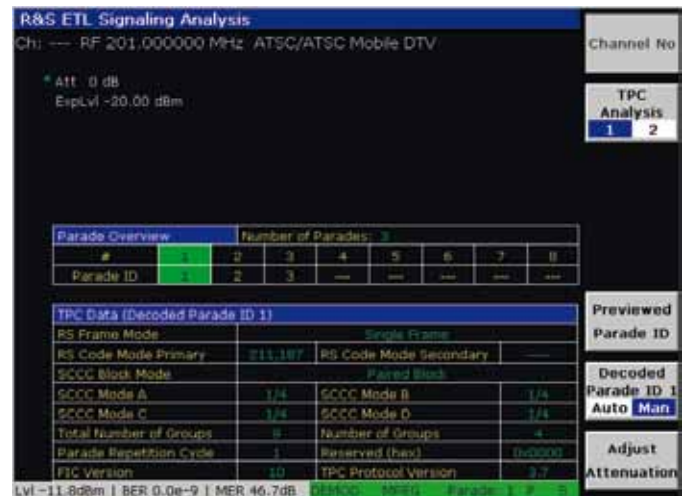 R&S ETL Signaling Analysis
Ch: --- RF 201.000000 MHz ATSC/ATSC Mobile DTV
Channel No
* Att 0 dB
ExpLvl -20.00 dBm
TPC
Analysis
1 2
Parade Overview Number of Parades: 3
# 1 2 3 4 5 6 7 8
Parade ID 1 2 3 --- --- --- --- ---
TPC Data (Decoded Parade ID 1)
RS Frame Mode Single Frame
RS Code Mode Primary 211,187 RS Code Mode Secondary ---
SCCC Block Mode Paired Block
SCCC Mode A 1/4 SCCC Mode B 1/4
SCCC Mode C 1/4 SCCC Mode D 1/4
Total Number of Groups Number of Groups 4
Parade Repetition Cycle 1 Reserved (hex) 0x0000
FIC Version 10 TPC Protocol Version 3.7
Previewed
Parade ID
Decoded
Parade ID 1
Auto Man
Adjust
Attenuation
Lvl -11.8dBm | BER 0.0e-9 | MER 46.7dB DEMOD MPEG Parade: 1 P